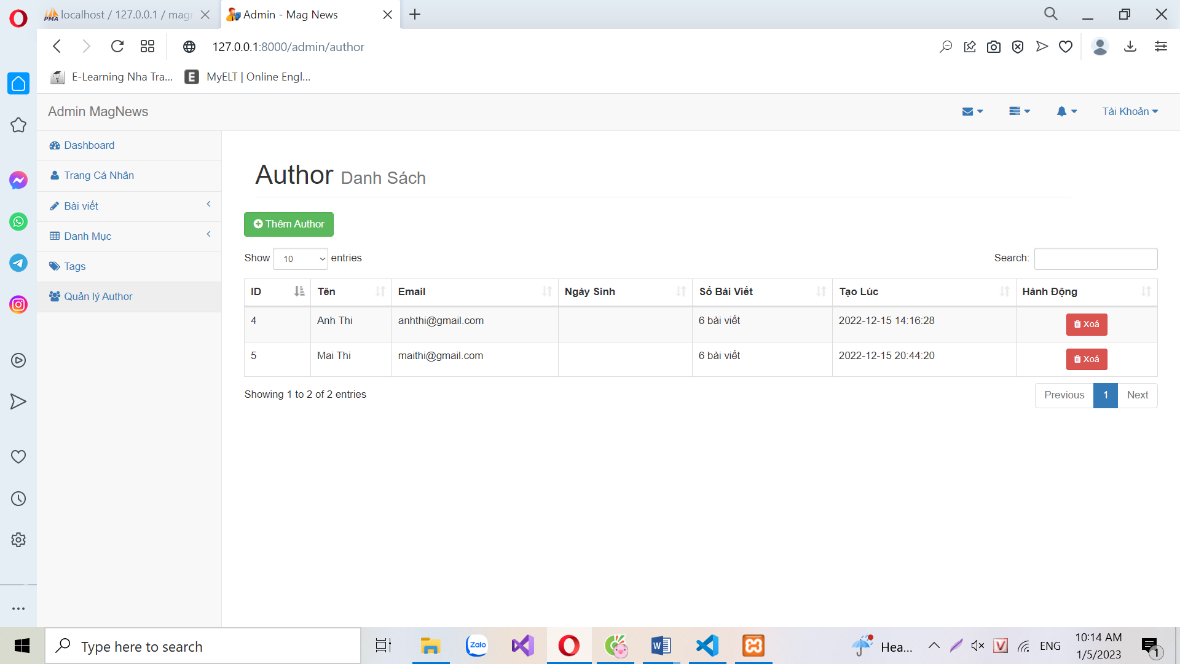 localhost / 127.0.0.1 / mag
Admin - Mag News
127.0.0.1:8000/admin/author
E-Learning Nha Tra...
MyELT | Online Engl...
Admin MagNews
Tài Khoản
Dashboard
Trang Cá Nhân
Bài viết
Danh Mục
Tags
Quản lý Author
Author Danh Sách
Thêm Author
Show 10 entries
Search:
ID Tên Email Ngày Sinh Số Bài Viết Tạo Lúc Hành Động
4 Anh Thi anhthi@gmail.com 6 bài viết 2022-12-15 14:16:28 Xoá
5 Mai Thi maithi@gmail.com 6 bài viết 2022-12-15 20:44:20 Xoá
Showing 1 to 2 of 2 entries
Previous 1 Next
Type here to search
Zalo
Hea...
ENG
10:14 AM
1/5/2023
1